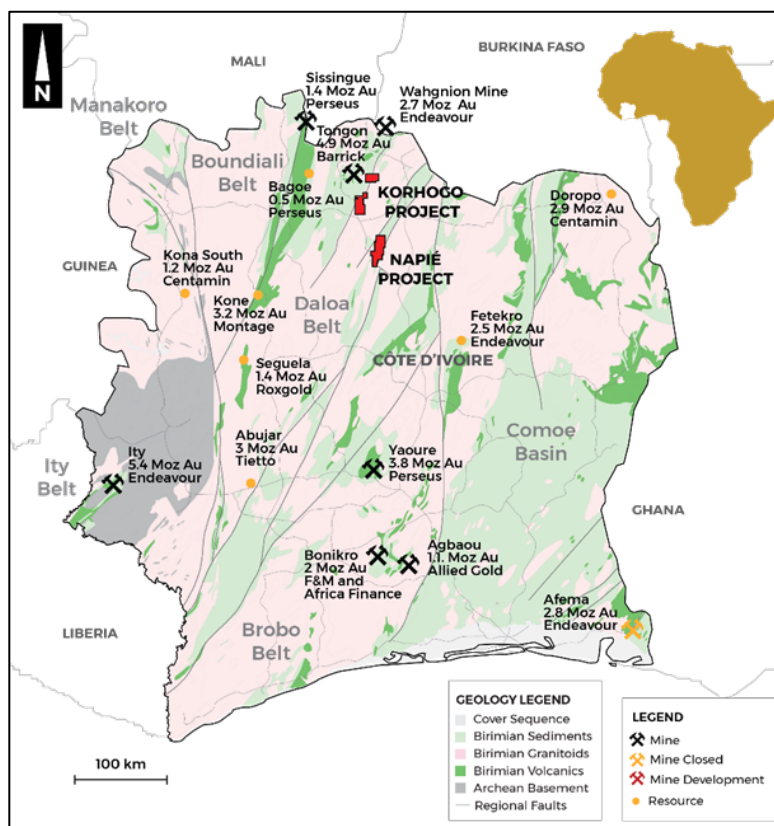 N
MALI
BURKINA FASO
Manakoro
Belt
Sissingue
1.4 Moz Au
Perseus
Wahgnion Mine
2.7 Moz Au
Endeavour
Tongon
4.9 Moz Au
Barrick
Boundiali
Belt
Bagoe
0.5 Moz Au
Perseus
KORHOGO
PROJECT
Doropo
2.9 Moz Au
Centamin
NAPIÉ
PROJECT
GUINEA
Kona South
1.2 Moz Au
Centamin
Kone
3.2 Moz Au
Montage
Daloa
Belt
Fetekro
2.5 Moz Au
Endeavour
CÔTE D'IVOIRE
Seguela
1.4 Moz Au
Roxgold
Comoe
Basin
Abujar
3 Moz Au
Tietto
Yaoure
3.8 Moz Au
Perseus
Ity
Belt
Ity
5.4 Moz Au
Endeavour
GHANA
Bonikro
2 Moz Au
F&M and
Africa Finance
Agbaou
1.1. Moz Au
Allied Gold
Afema
2.8 Moz Au
Endeavour
LIBERIA
Brobo
Belt
100 km
GEOLOGY LEGEND
Cover Sequence
Birimian Sediments
Birimian Granitoids
Birimian Volcanics
Archean Basement
Regional Faults
LEGEND
Mine
Mine Closed
Mine Development
Resource